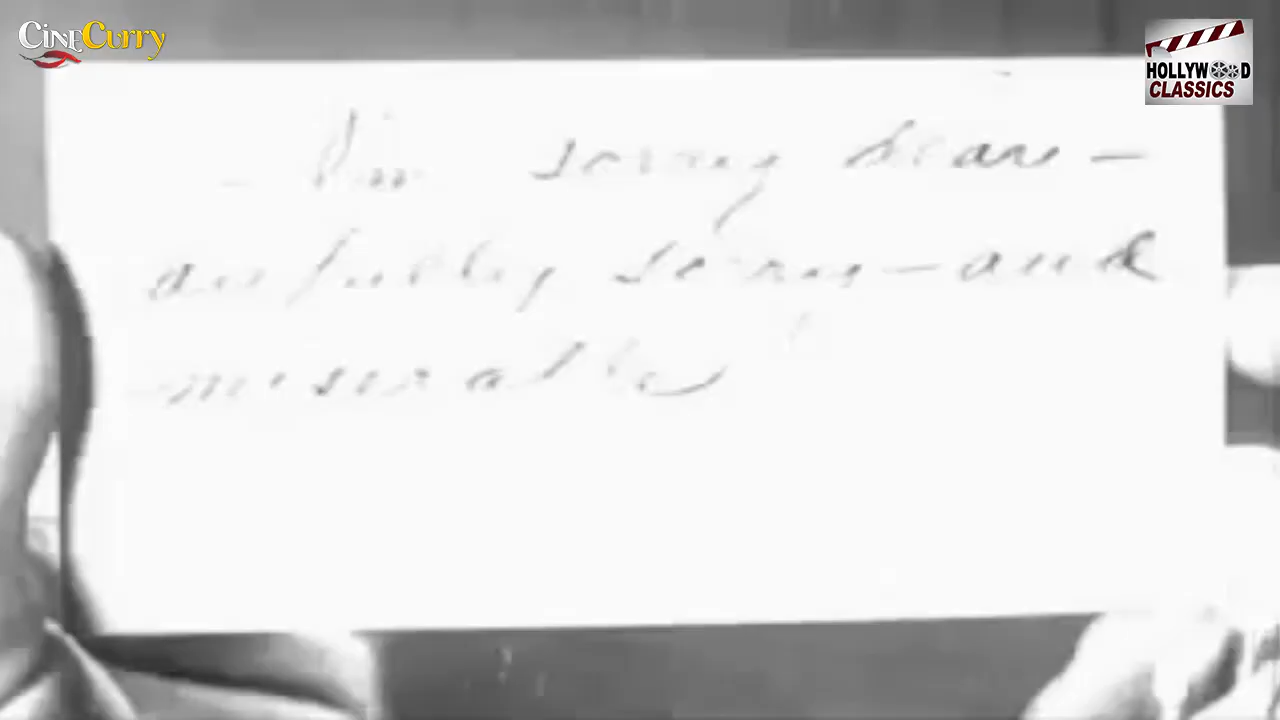 CINECURRY
HOLLYWOOD
CLASSICS
I'm sorry dear —
awfully sorry — and
miserable